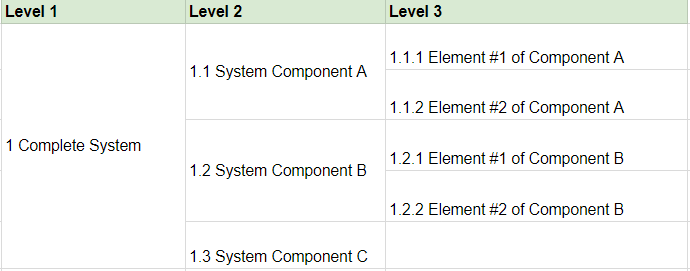 Level 1
Level 2
Level 3
1 Complete System
1.1 System Component A
1.1.1 Element #1 of Component A
1.1.2 Element #2 of Component A
1.2 System Component B
1.2.1 Element #1 of Component B
1.2.2 Element #2 of Component B
1.3 System Component C